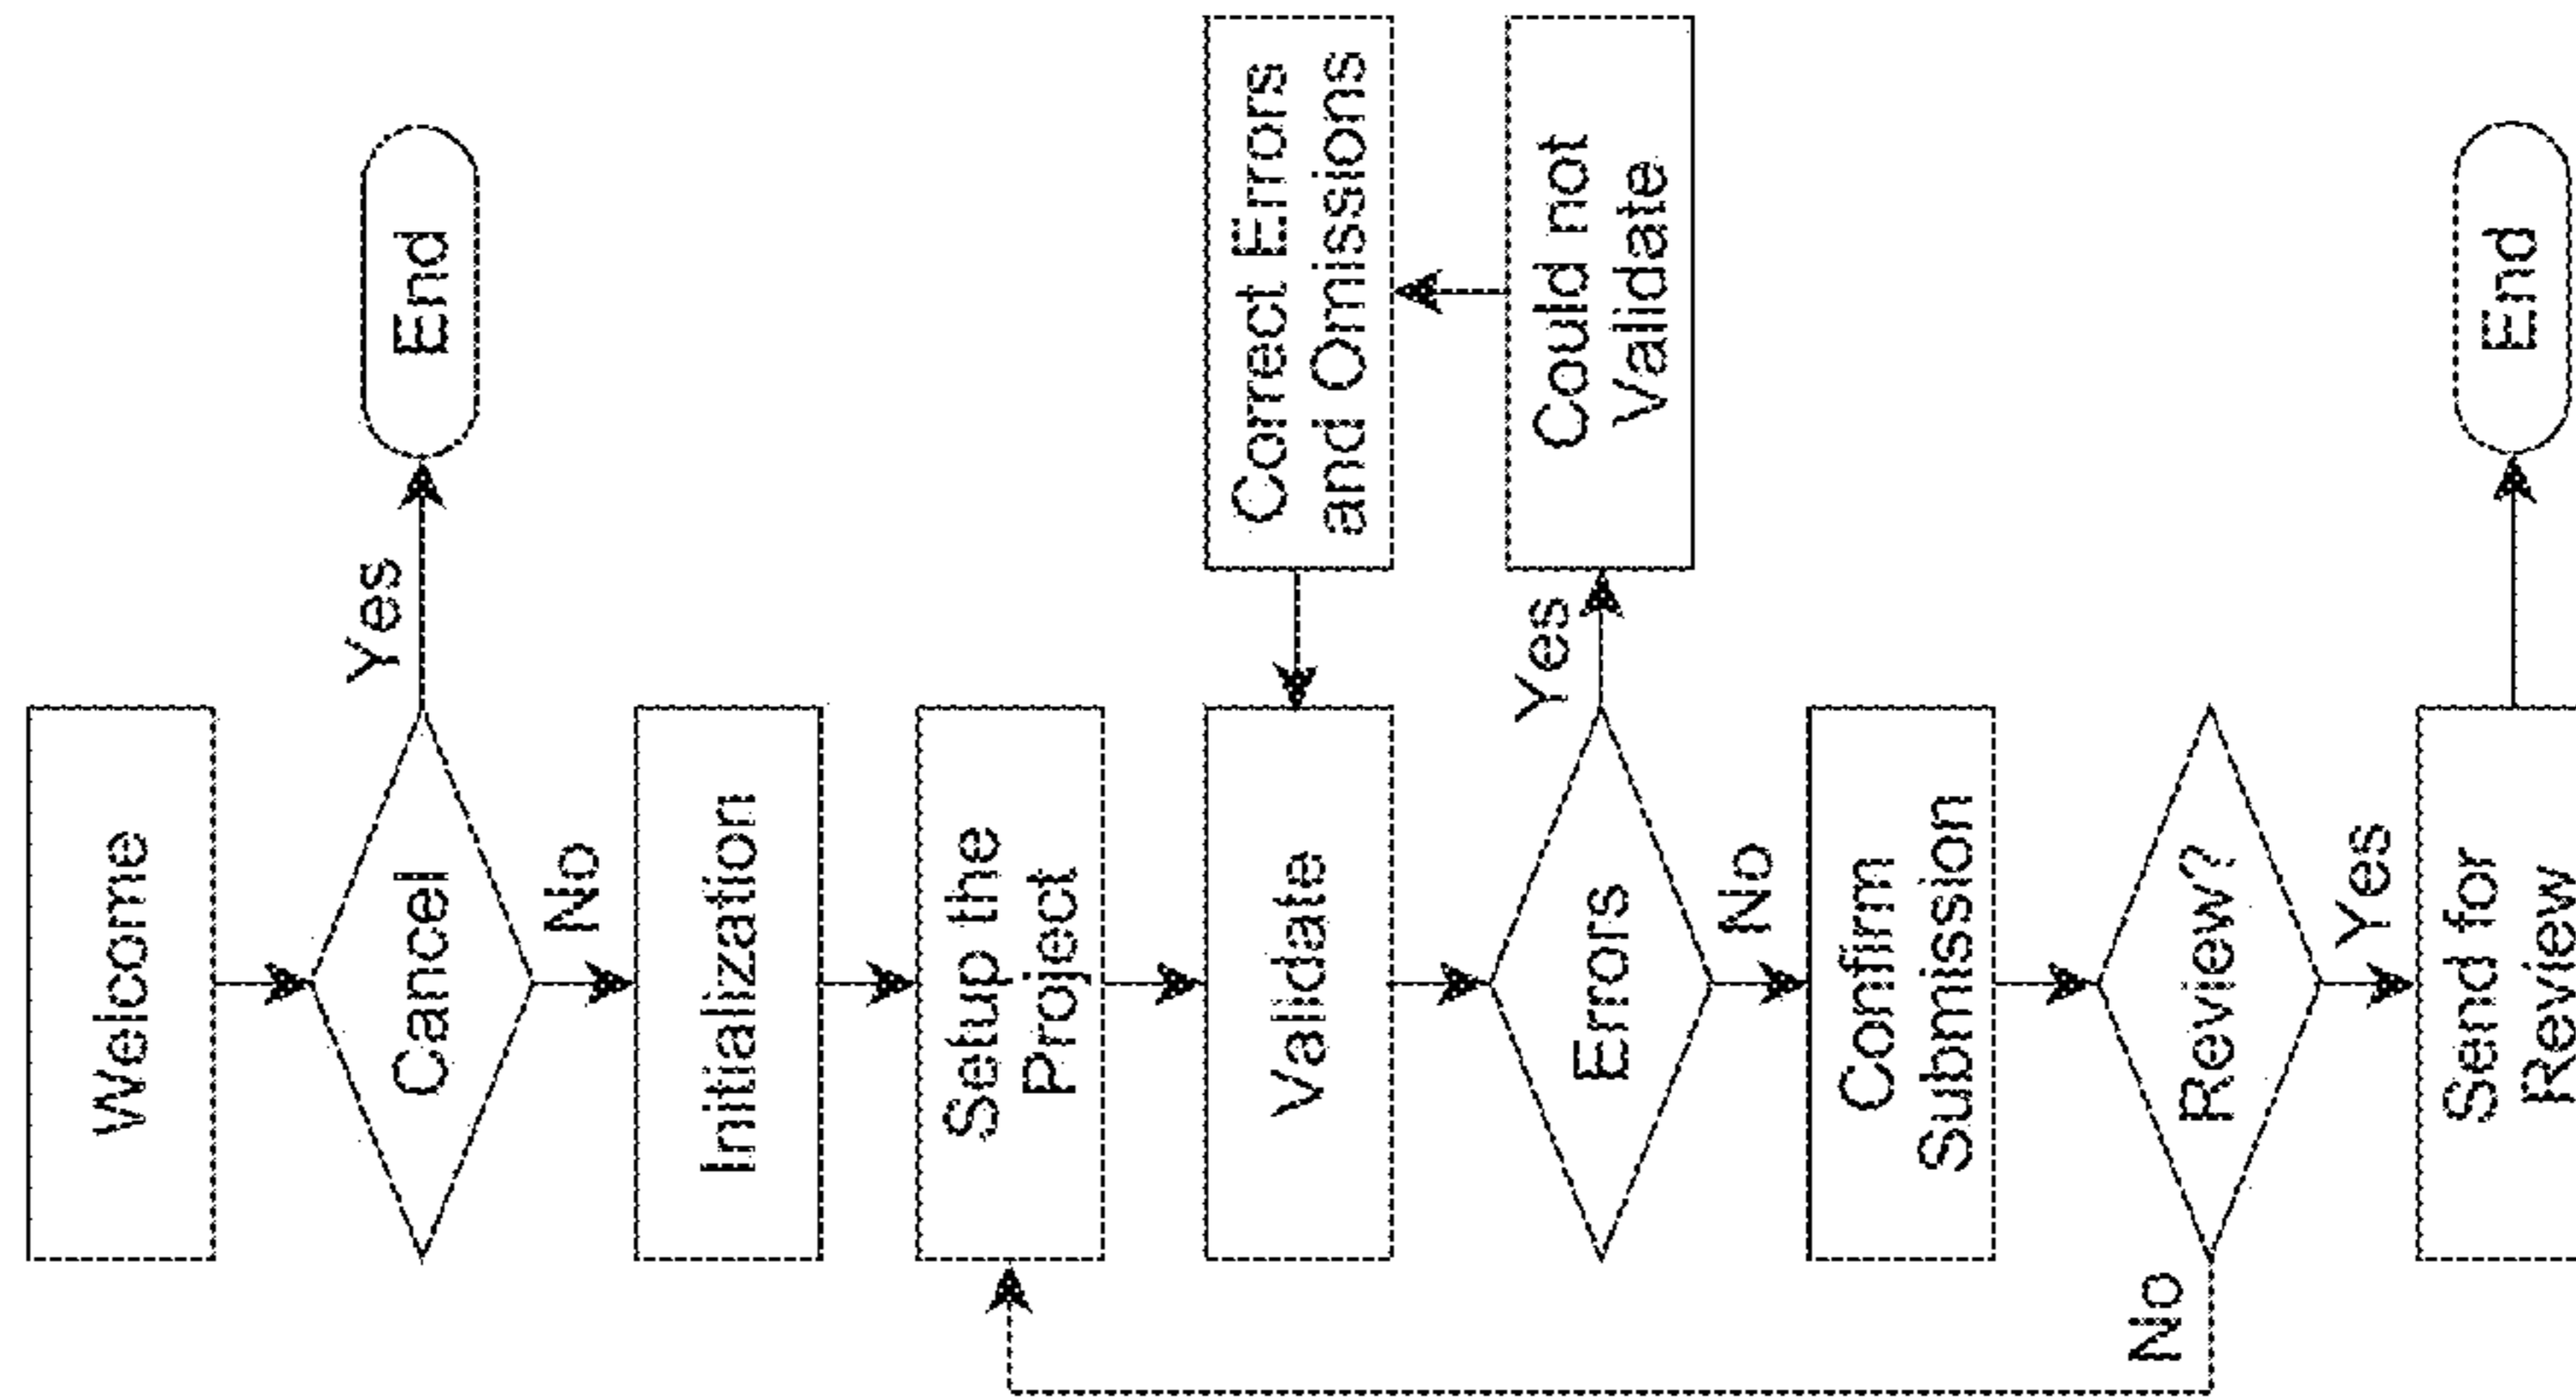 Welcome
Cancel
Yes
End
No
Initialization
Setup the
Project
Validate
Correct Errors
and Omissions
Errors
Yes
Could not
Validate
No
Confirm
Submission
Review?
No
Yes
Send for
Review
End